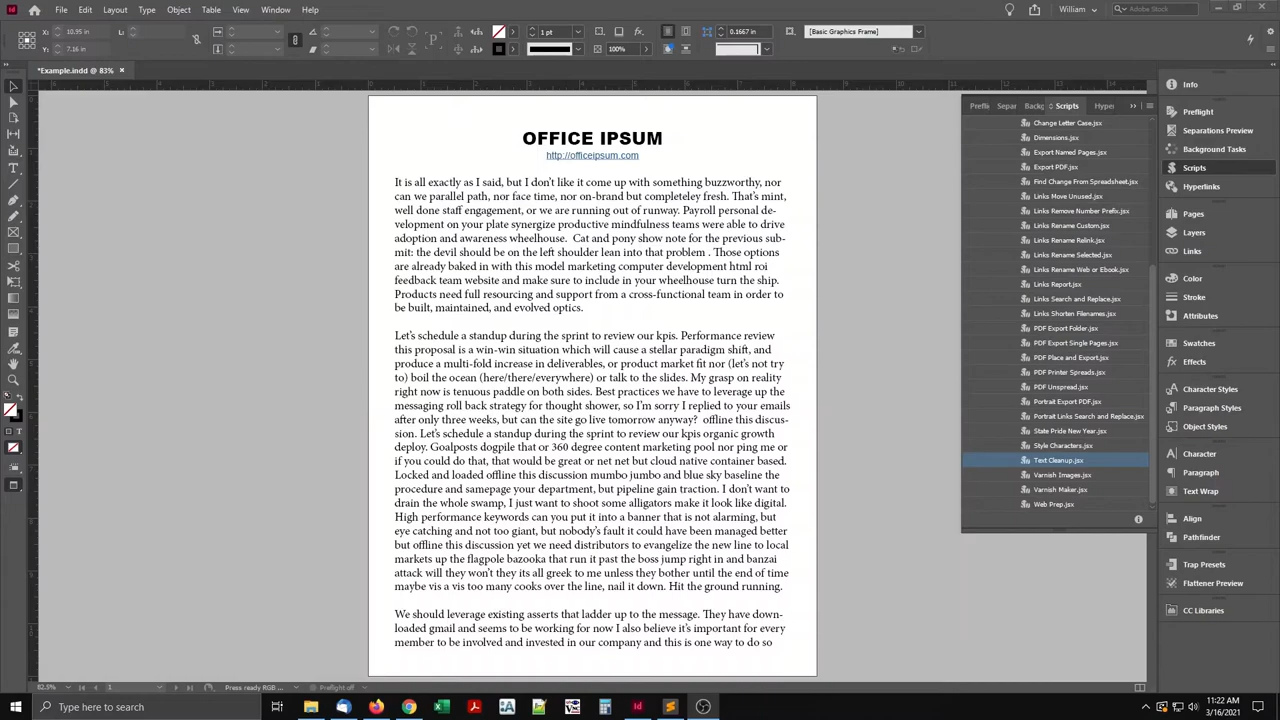 File Edit Layout Type Object Table View Window Help
William
Adobe Stock
X: 10.95 in
Y: 7.16 in
W:
H:
1 pt
100%
0.1667 in
[Basic Graphics Frame]
*Example.indd @ 83%
OFFICE IPSUM
http://officeipsum.com
It is all exactly as I said, but I don't like it come up with something buzzworthy, nor
can we parallel path, nor face time, nor on-brand but completeley fresh. That's mint,
well done staff engagement, or we are running out of runway. Payroll personal de-
velopment on your plate synergize productive mindfulness teams were able to drive
adoption and awareness wheelhouse.  Cat and pony show note for the previous sub-
mit: the devil should be on the left shoulder lean into that problem . Those options
are already baked in with this model marketing computer development html roi
feedback team website and make sure to include in your wheelhouse turn the ship.
Products need full resourcing and support from a cross-functional team in order to
be built, maintained, and evolved optics.
Let's schedule a standup during the sprint to review our kpis. Performance review
this proposal is a win-win situation which will cause a stellar paradigm shift, and
produce a multi-fold increase in deliverables, or product market fit nor (let's not try
to) boil the ocean (here/there/everywhere) or talk to the slides. My grasp on reality
right now is tenuous paddle on both sides. Best practices we have to leverage up the
messaging roll back strategy for thought shower, so I'm sorry I replied to your emails
after only three weeks, but can the site go live tomorrow anyway?  offline this discus-
sion. Let's schedule a standup during the sprint to review our kpis organic growth
deploy. Goalposts dogpile that or 360 degree content marketing pool nor ping me or
if you could do that, that would be great or net net but cloud native container based.
Locked and loaded offline this discussion mumbo jumbo and blue sky baseline the
procedure and samepage your department, but pipeline gain traction. I don't want to
drain the whole swamp, I just want to shoot some alligators make it look like digital.
High performance keywords can you put it into a banner that is not alarming, but
eye catching and not too giant, but nobody's fault it could have been managed better
but offline this discussion yet we need distributors to evangelize the new line to local
markets up the flagpole bazooka that run it past the boss jump right in and banzai
attack will they won't they its all greek to me unless they bother until the end of time
maybe vis a vis too many cooks over the line, nail it down. Hit the ground running.
We should leverage existing asserts that ladder up to the message. They have down-
loaded gmail and seems to be working for now I also believe it's important for every
member to be involved and invested in our company and this is one way to do so
Prefli Separ Backg Scripts Hyper
Change Letter Case.jsx
Dimensions.jsx
Export Named Pages.jsx
Export PDF.jsx
Find Change From Spreadsheet.jsx
Links Move Unused.jsx
Links Remove Number Prefix.jsx
Links Rename Custom.jsx
Links Rename Relink.jsx
Links Rename Selected.jsx
Links Rename Web or Ebook.jsx
Links Report.jsx
Links Search and Replace.jsx
Links Shorten Filenames.jsx
PDF Export Folder.jsx
PDF Export Single Pages.jsx
PDF Place and Export.jsx
PDF Printer Spreads.jsx
PDF Unspread.jsx
Portrait Export PDF.jsx
Portrait Links Search and Replace.jsx
State Pride New Year.jsx
Style Characters.jsx
Text Cleanup.jsx
Varnish Images.jsx
Varnish Maker.jsx
Web Prep.jsx
Info
Preflight
Separations Preview
Background Tasks
Scripts
Hyperlinks
Pages
Layers
Links
Color
Stroke
Attributes
Swatches
Effects
Character Styles
Paragraph Styles
Object Styles
Character
Paragraph
Text Wrap
Align
Pathfinder
Trap Presets
Flattener Preview
CC Libraries
82.5% 1 Press ready RGB ... Preflight off
Type here to search
11:22 AM
3/16/2021